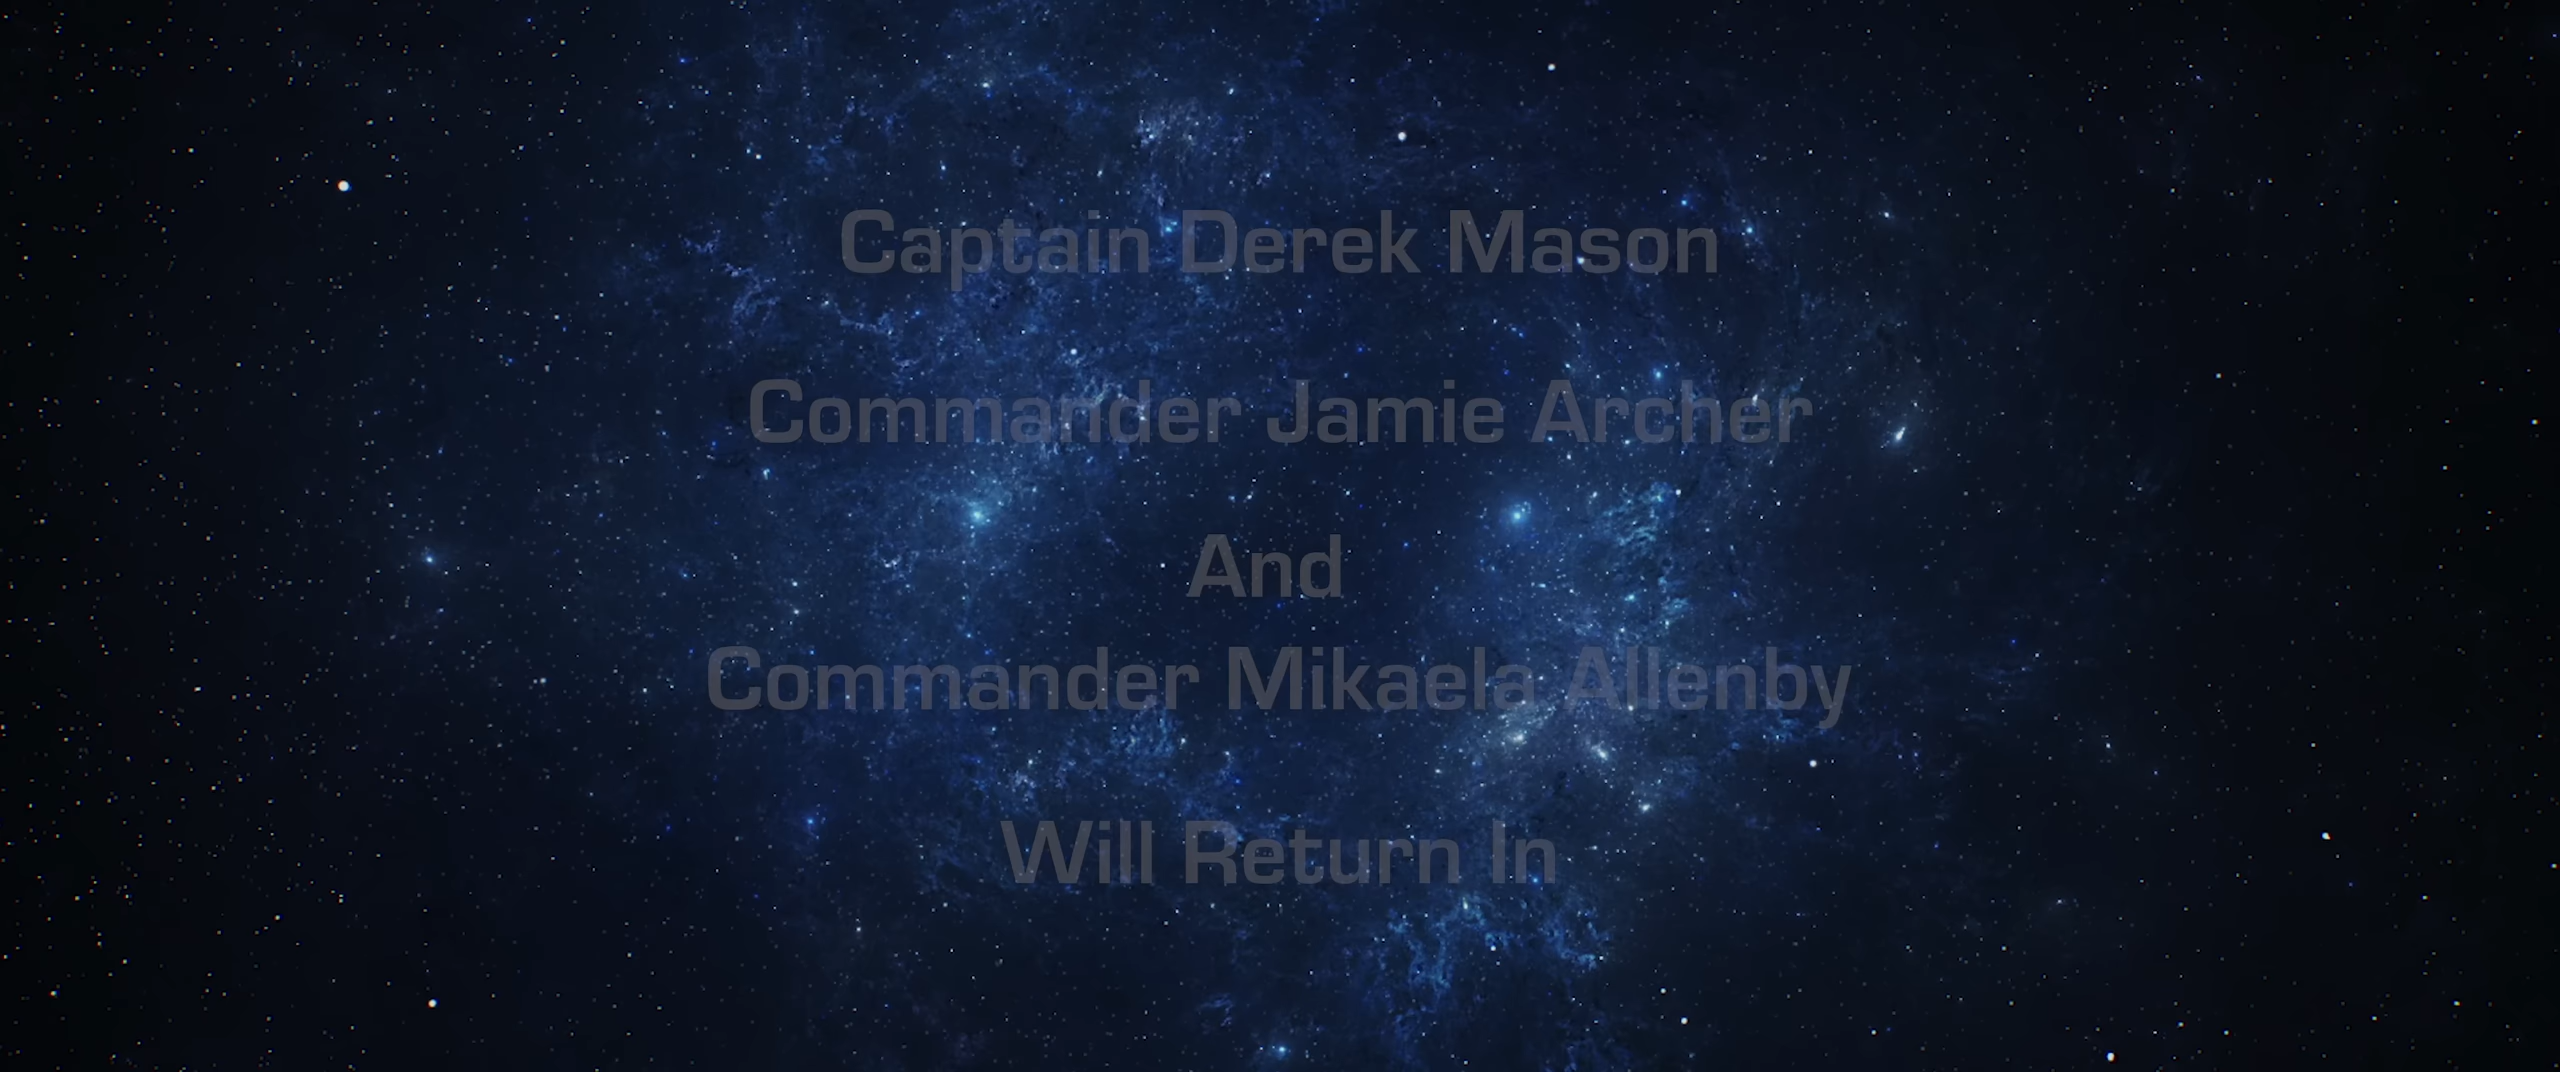 Captain Derek Mason
Commander Jamie Archer
And
Commander Mikaela Allenby
Will Return In